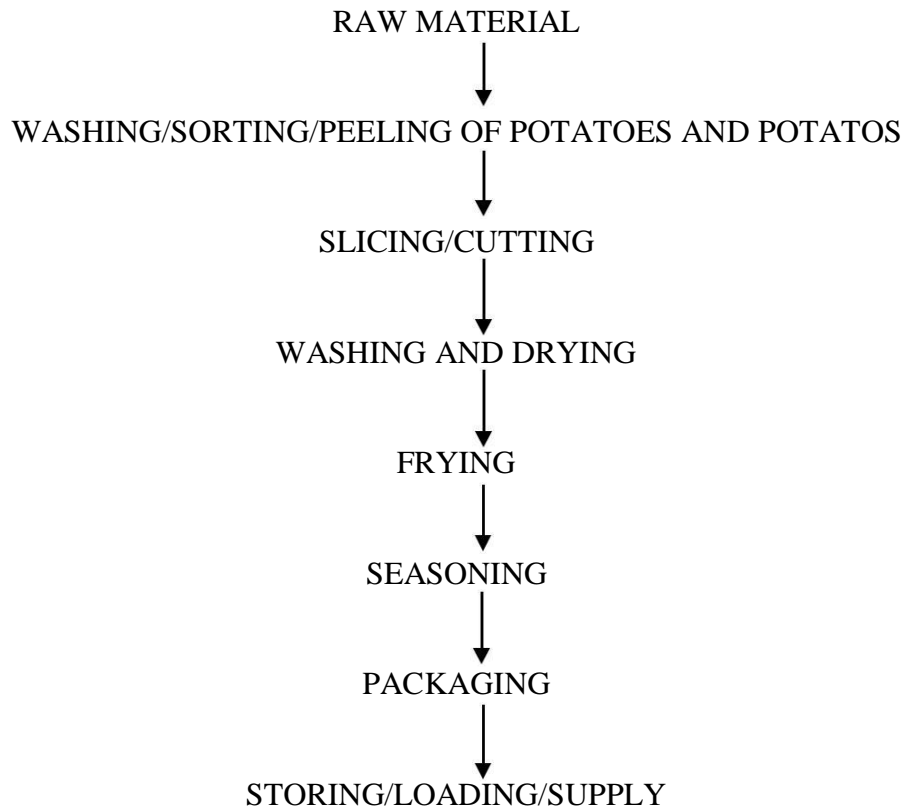 RAW MATERIAL
WASHING/SORTING/PEELING OF POTATOES AND POTATOS
SLICING/CUTTING
WASHING AND DRYING
FRYING
SEASONING
PACKAGING
STORING/LOADING/SUPPLY